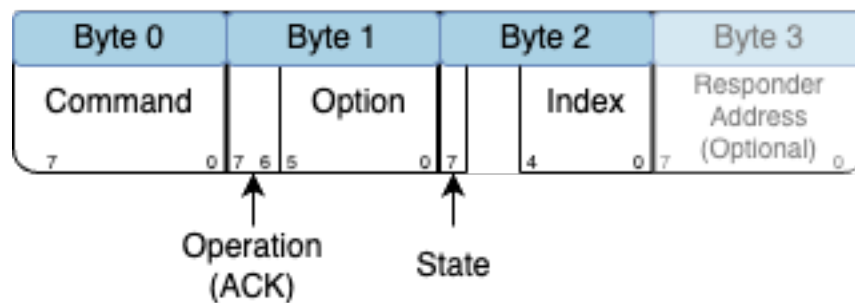 Byte 0 Byte 1 Byte 2 Byte 3
Command Option Index Responder Address (Optional)
7 0 7 6 5 0 7 4 0 7 0
Operation
(ACK)
State